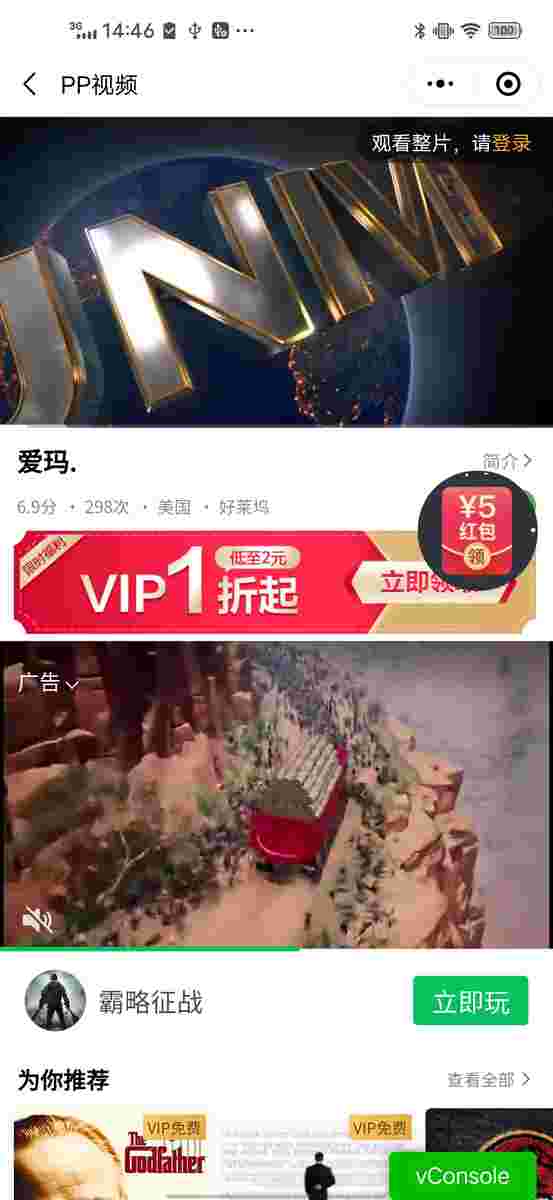 3G 14:46 100
PP视频
观看整片，请登录
UNIVE
爱玛.
简介
6.9分 · 298次 · 美国 · 好莱坞
¥5
红包
领
限时福利
低至2元
VIP1折起
立即领
广告
霸略征战
立即玩
为你推荐
查看全部
VIP免费
VIP免费
The
Godfather
vConsole